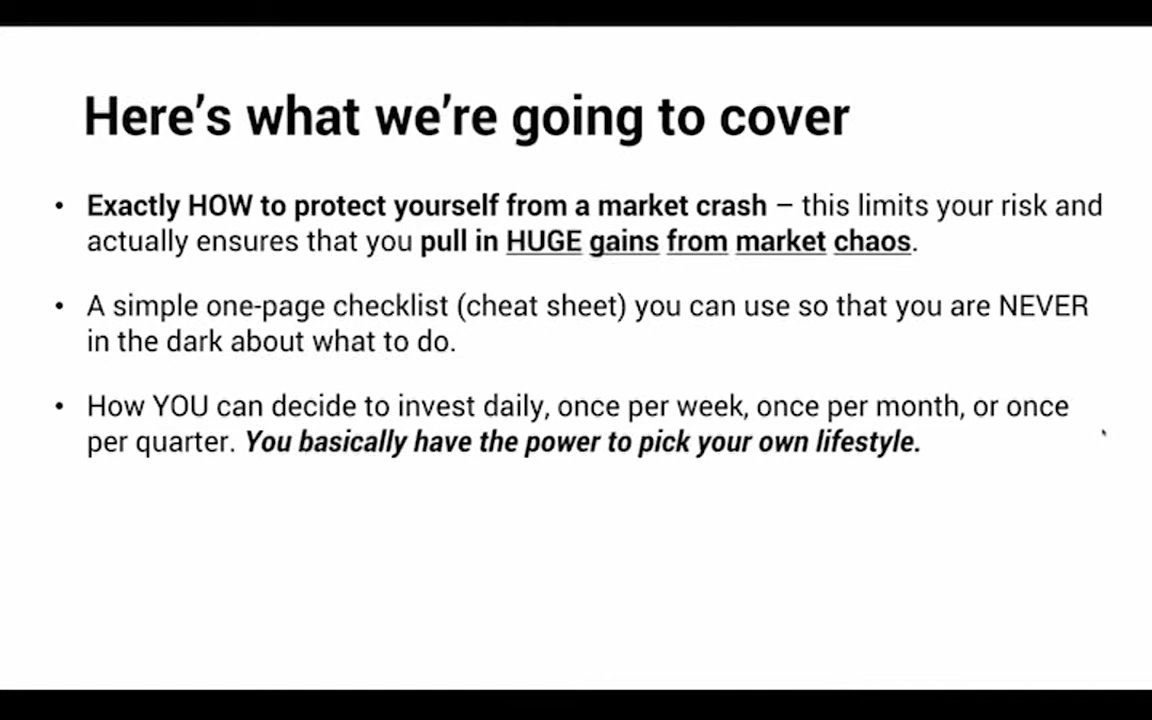 Here’s what we’re going to cover
• Exactly HOW to protect yourself from a market crash – this limits your risk and
actually ensures that you pull in HUGE gains from market chaos.
• A simple one-page checklist (cheat sheet) you can use so that you are NEVER
in the dark about what to do.
• How YOU can decide to invest daily, once per week, once per month, or once
per quarter. You basically have the power to pick your own lifestyle.